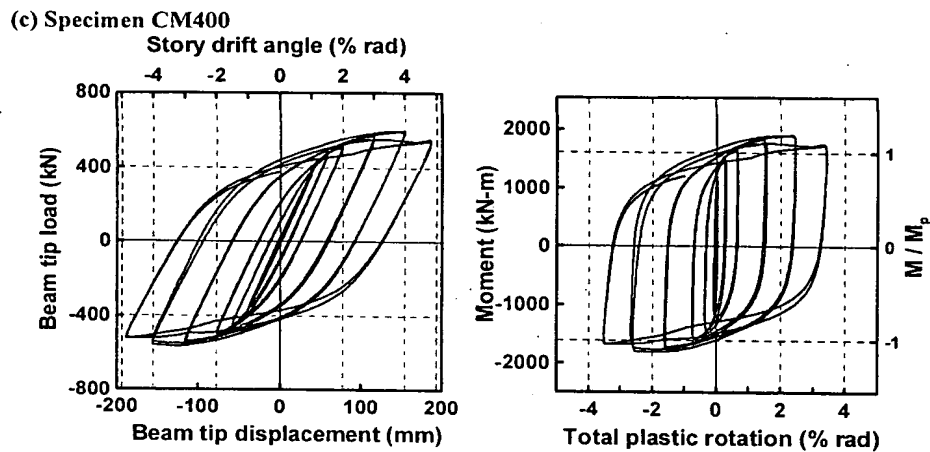 (c) Specimen CM400
Story drift angle (% rad)
-4 -2 0 2 4
800
400
0
-400
-800
Beam tip load (kN)
-200 -100 0 100 200
Beam tip displacement (mm)
2000
1000
0
-1000
-2000
Moment (kN-m)
1
0
-1
M / Mp
-4 -2 0 2 4
Total plastic rotation (% rad)